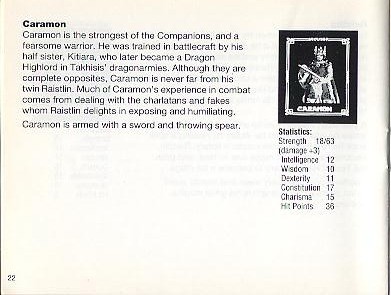 Caramon
Caramon is the strongest of the Companions, and a
fearsome warrior. He was trained in battlecraft by his
half sister, Kitiara, who later became a Dragon
Highlord in Takhisis' dragonarmies. Although they are
complete opposites, Caramon is never far from his
twin Raistlin. Much of Caramon's experience in combat
comes from dealing with the charlatans and fakes
whom Raistlin delights in exposing and humiliating.
Caramon is armed with a sword and throwing spear.
CARAMON
Statistics:
Strength 18/63
(damage +3)
Intelligence 12
Wisdom 10
Dexterity 11
Constitution 17
Charisma 15
Hit Points 36
22